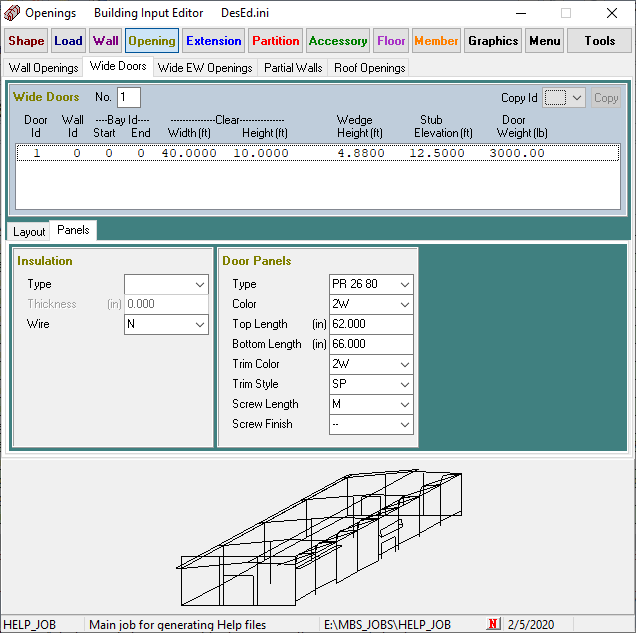 Openings Building Input Editor DesEd.ini
Shape Load Wall Opening Extension Partition Accessory Floor Member Graphics Menu Tools
Wall Openings Wide Doors Wide EW Openings Partial Walls Roof Openings
Wide Doors No. 1 Copy Id Copy
Door Wall ----Bay Id---- ---------------Clear--------------- Wedge Stub Door
Id Id Start End Width (ft) Height (ft) Height (ft) Elevation (ft) Weight (lb)
1 0 0 0 40.0000 10.0000 4.8800 12.5000 3000.00
Layout Panels
Insulation
Type
Thickness (in) 0.000
Wire N
Door Panels
Type PR 26 80
Color 2W
Top Length (in) 62.000
Bottom Length (in) 66.000
Trim Color 2W
Trim Style SP
Screw Length M
Screw Finish --
HELP_JOB Main job for generating Help files E:\MBS_JOBS\HELP_JOB N 2/5/2020